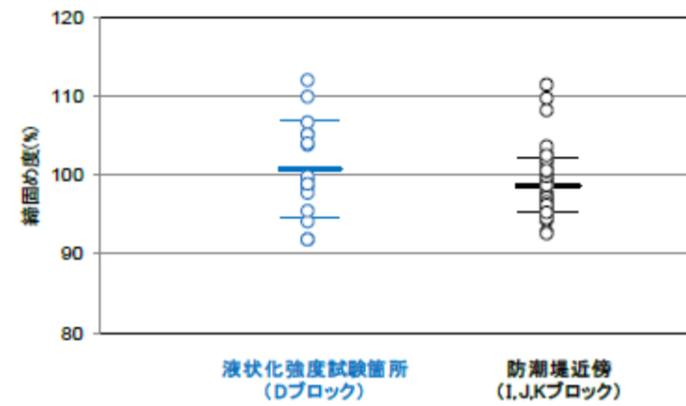 120
110
100
90
80
締固め度(%)
液状化強度試験箇所
（Dブロック）
防潮堤近傍
（I,J,Kブロック）